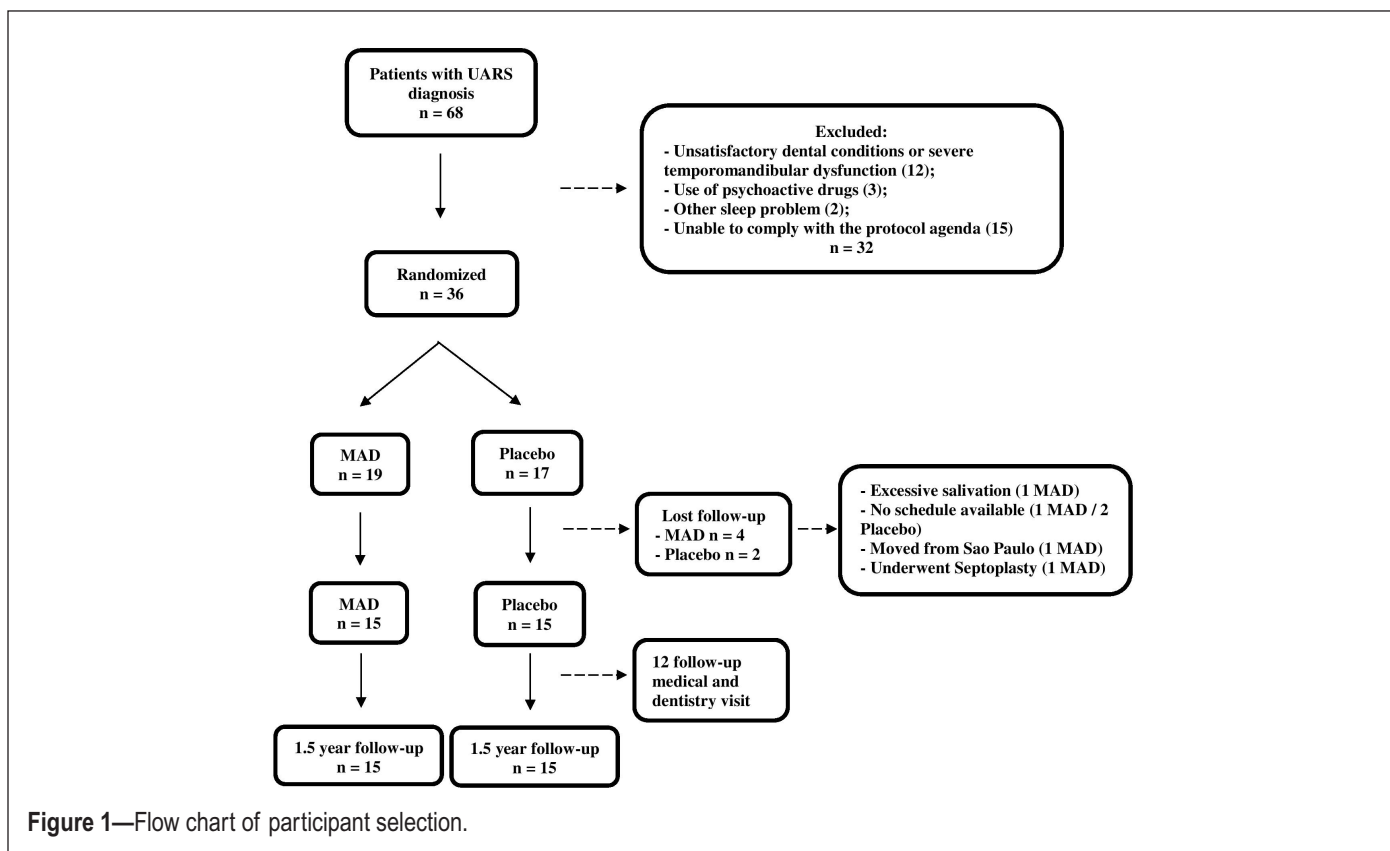 Patients with UARS
diagnosis
n = 68
Excluded:
- Unsatisfactory dental conditions or severe
temporomandibular dysfunction (12);
- Use of psychoactive drugs (3);
- Other sleep problem (2);
- Unable to comply with the protocol agenda (15)
n = 32
Randomized
n = 36
MAD
n = 19
Placebo
n = 17
Lost follow-up
- MAD n = 4
- Placebo n = 2
- Excessive salivation (1 MAD)
- No schedule available (1 MAD / 2
Placebo)
- Moved from Sao Paulo (1 MAD)
- Underwent Septoplasty (1 MAD)
MAD
n = 15
Placebo
n = 15
12 follow-up
medical and
dentistry visit
1.5 year follow-up
n = 15
1.5 year follow-up
n = 15
Figure 1—Flow chart of participant selection.